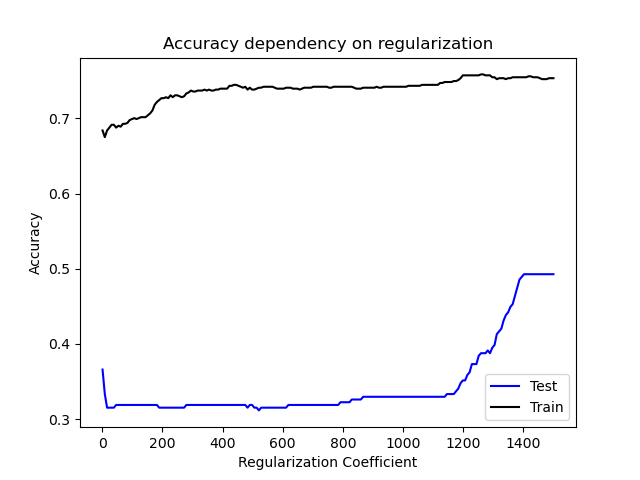 Accuracy dependency on regularization
0.7
0.6
0.5
0.4
0.3
Accuracy
0
200
400
600
800
1000
1200
1400
Regularization Coefficient
Test
Train